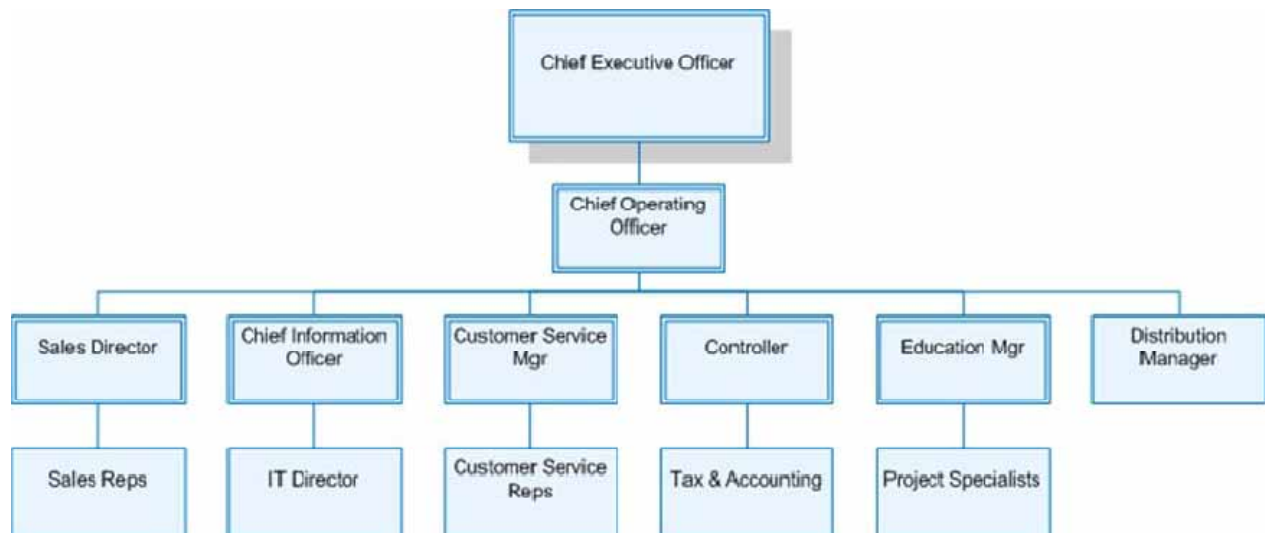 Chief Executive Officer
Chief Operating
Officer
Sales Director
Chief Information
Officer
Customer Service
Mgr
Controller
Education Mgr
Distribution
Manager
Sales Reps
IT Director
Customer Service
Reps
Tax & Accounting
Project Specialists